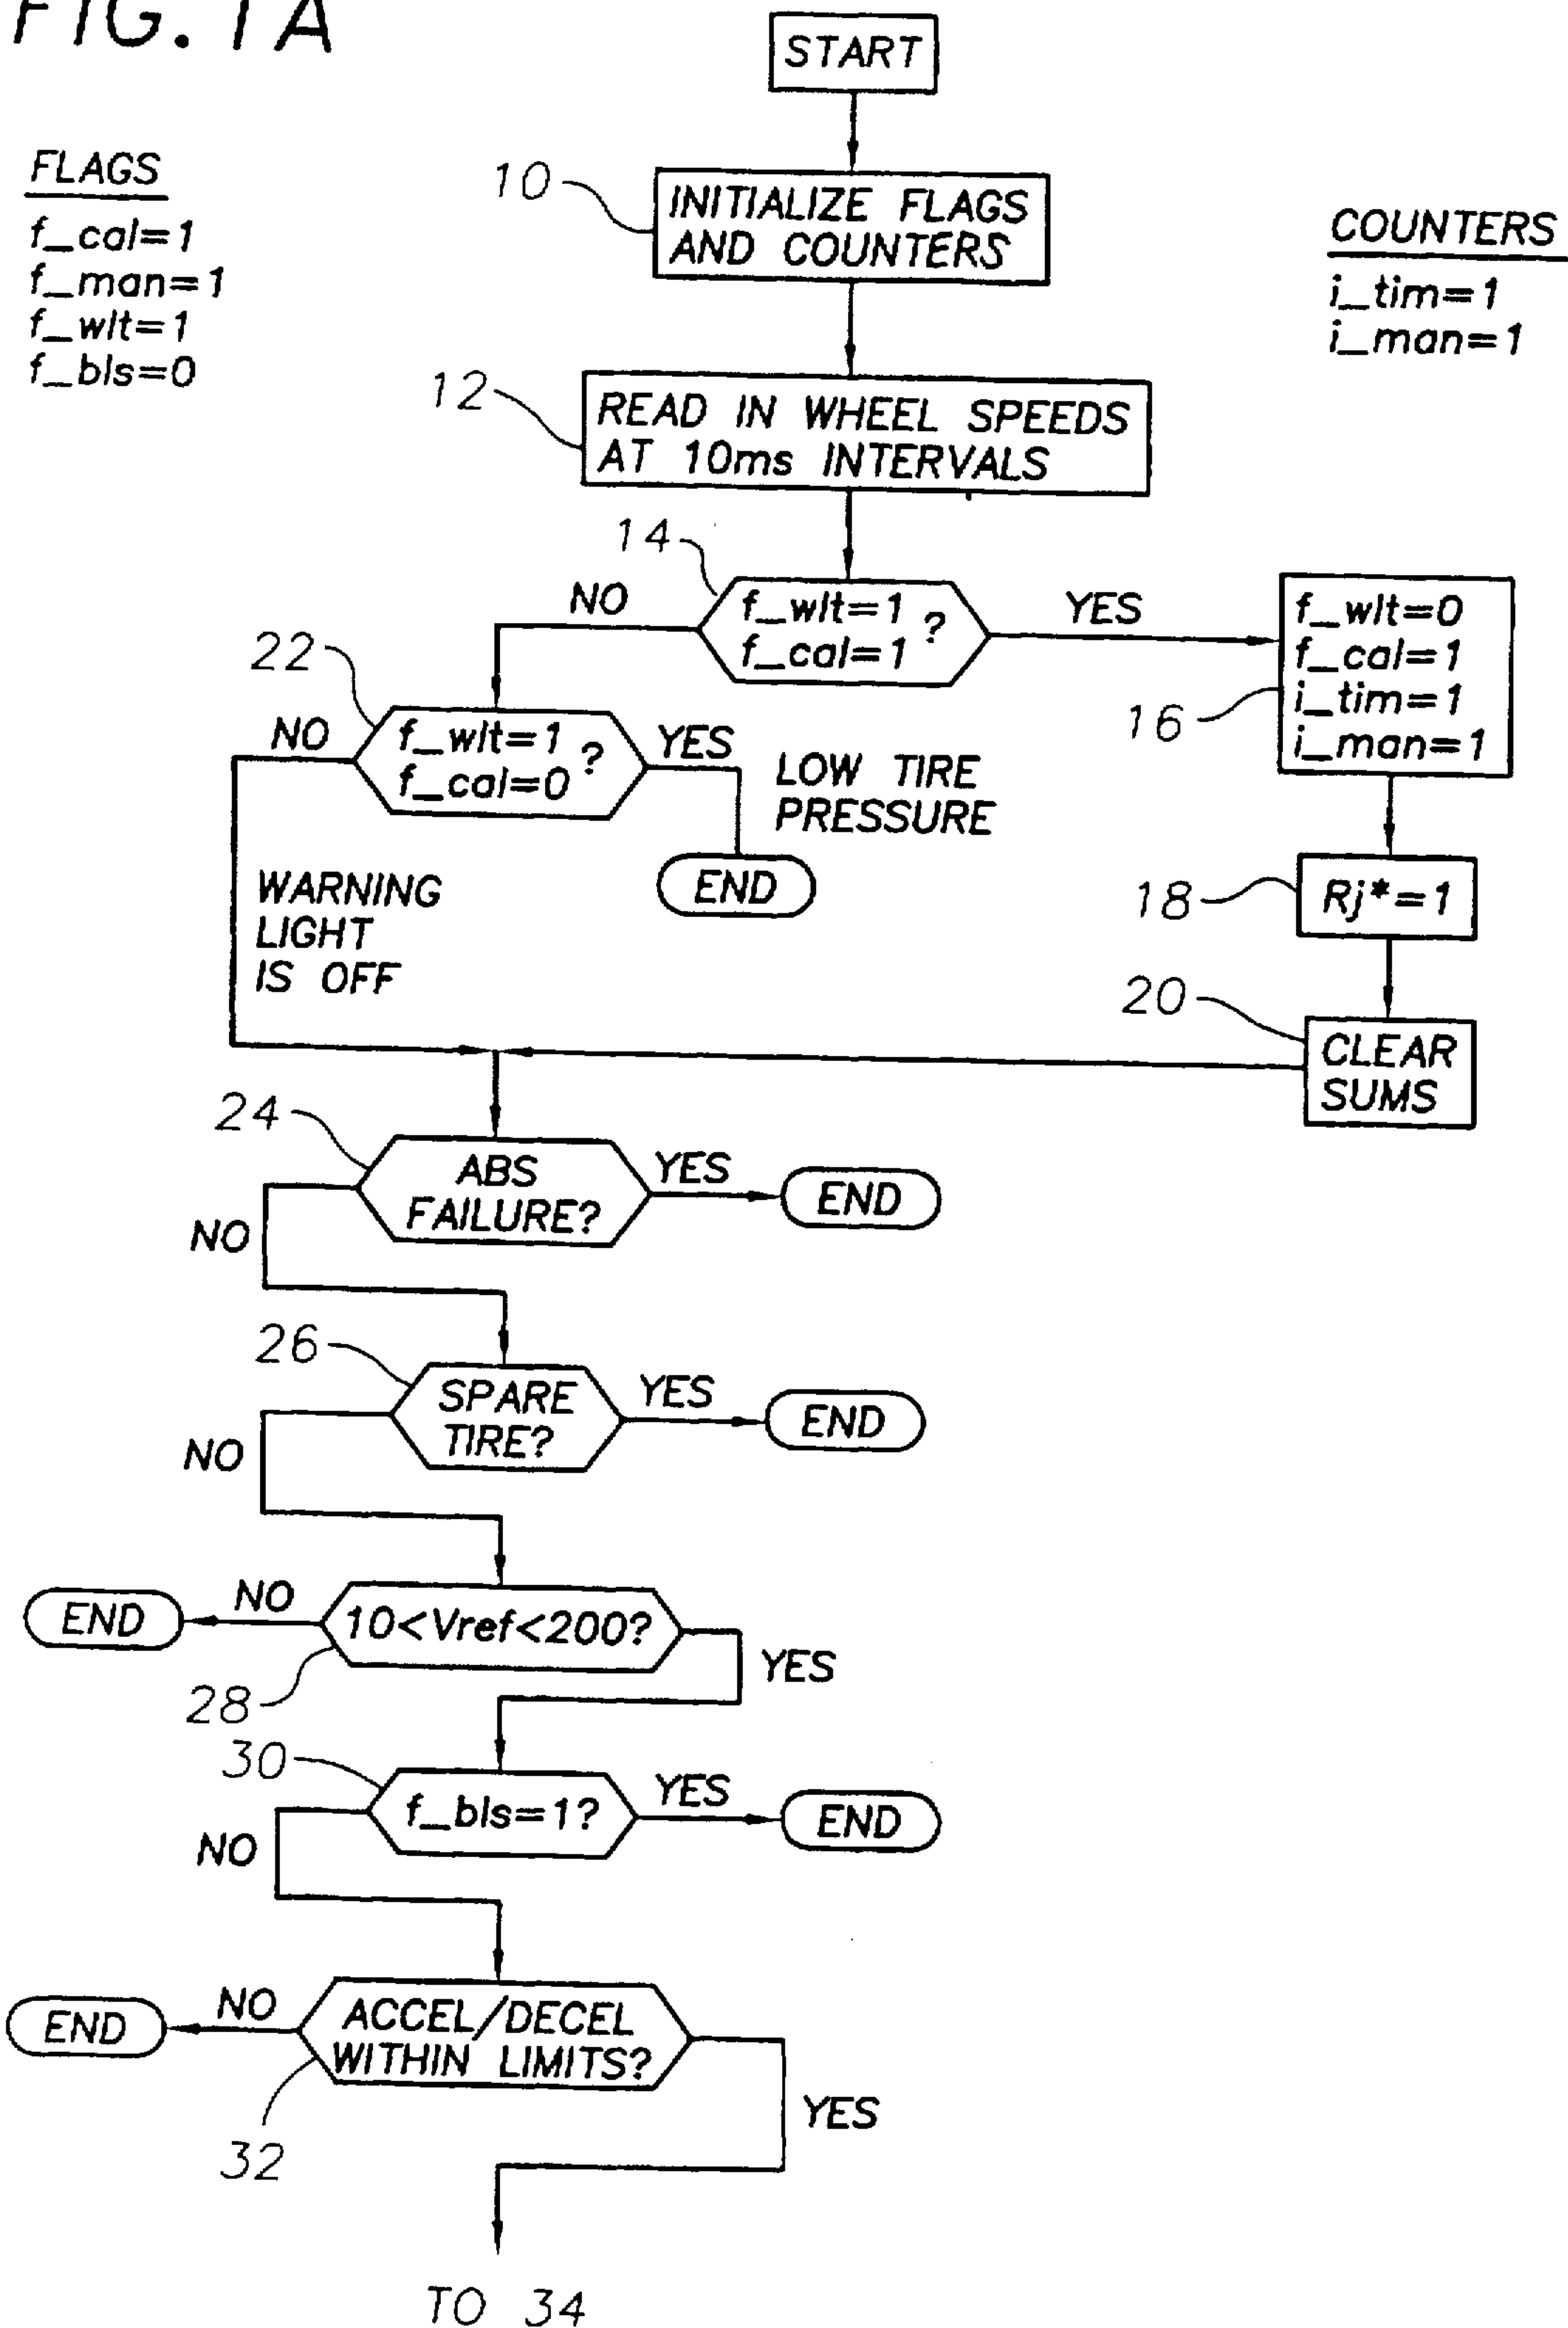 FIG. 1A
START
FLAGS
f_cal=1
f_man=1
f_wlt=1
f_bls=0
10
INITIALIZE FLAGS
AND COUNTERS
COUNTERS
i_tim=1
i_man=1
12
READ IN WHEEL SPEEDS
AT 10ms INTERVALS
14
NO
f_wlt=1
f_cal=1
?
YES
f_wlt=0
f_cal=1
i_tim=1
i_man=1
16
22
NO
f_wlt=1
f_cal=0
?
YES
LOW TIRE
PRESSURE
END
WARNING
LIGHT
IS OFF
18
Rj*=1
20
CLEAR
SUMS
24
ABS
FAILURE?
YES
END
NO
26
SPARE
TIRE?
YES
END
NO
END
NO
10<Vref<200?
YES
28
30
f_bls=1?
YES
END
NO
END
NO
ACCEL/DECEL
WITHIN LIMITS?
YES
32
TO 34